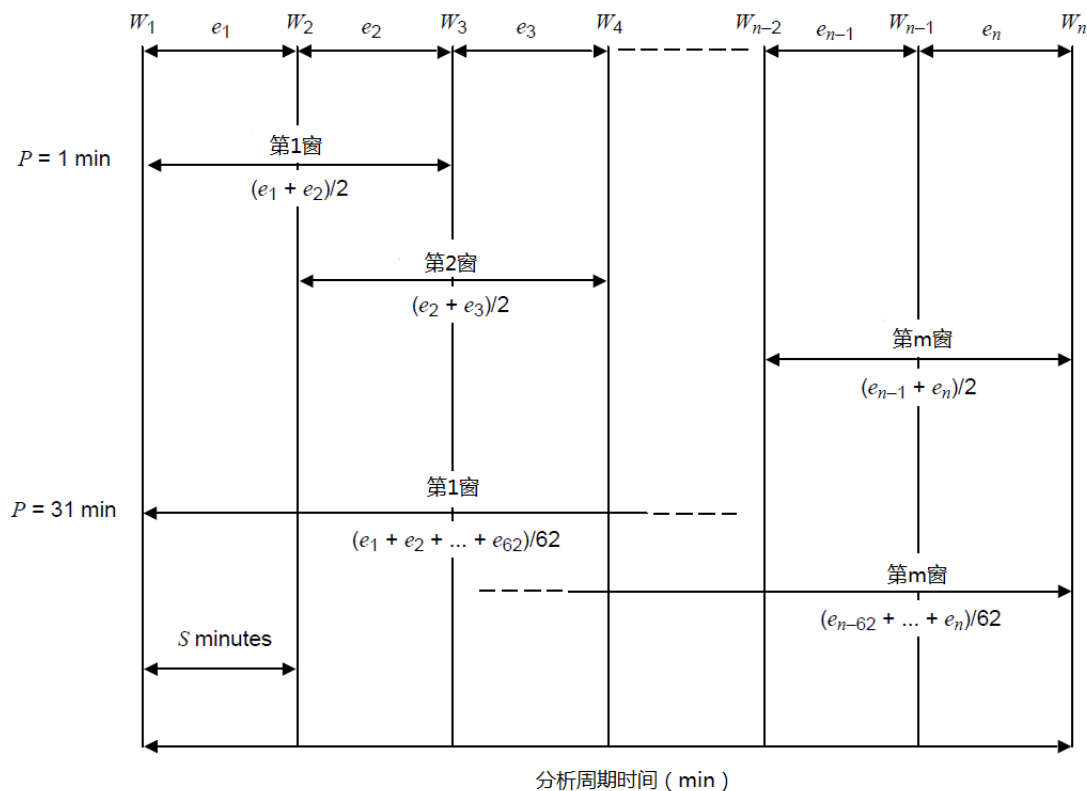 W₁ e₁ W₂ e₂ W₃ e₃ W₄ Wₙ₋₂ eₙ₋₁ Wₙ₋₁ eₙ Wₙ
P = 1 min
第1窗
(e₁ + e₂)/2
第2窗
(e₂ + e₃)/2
第m窗
(eₙ₋₁ + eₙ)/2
P = 31 min
第1窗
(e₁ + e₂ + ... + e₆₂)/62
第m窗
(eₙ₋₆₂ + ... + eₙ)/62
S minutes
分析周期时间（min）